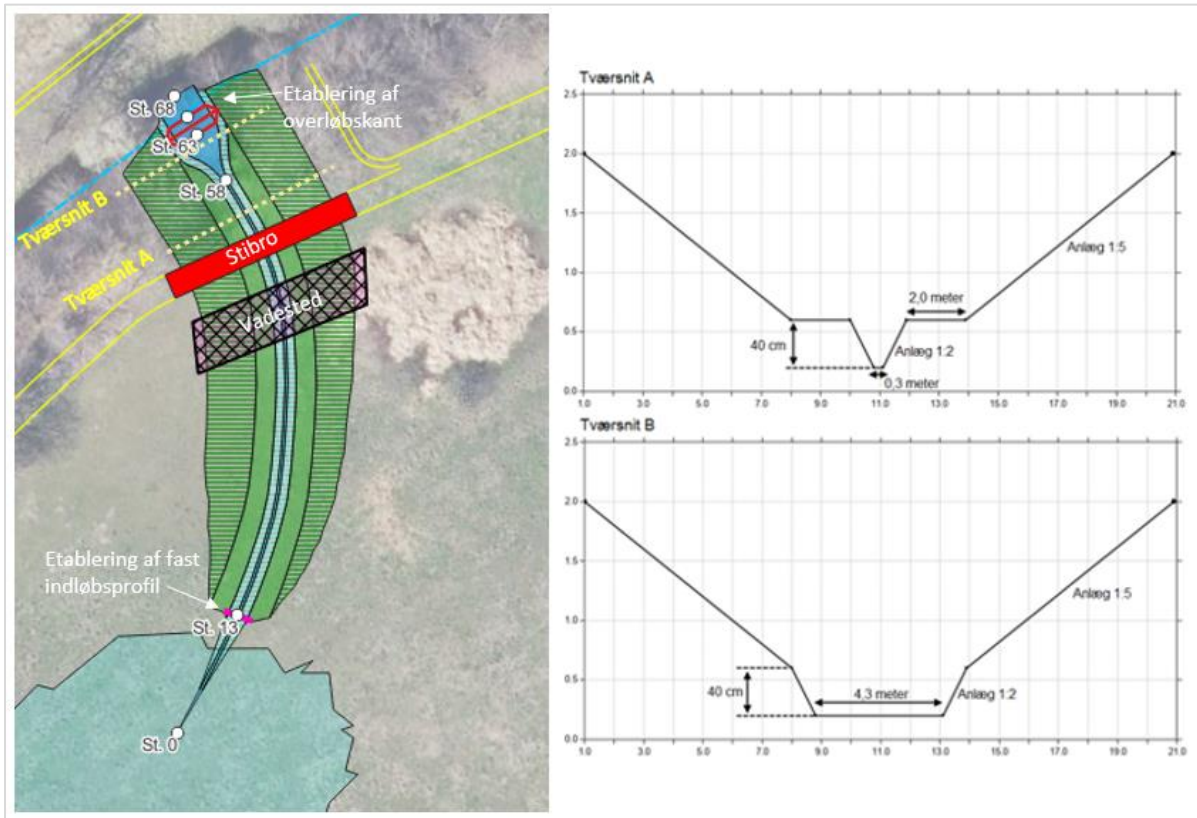 Etablering af
overløbskant
St. 68
St. 63
St. 58
Tværsnit B
Tværsnit A
Stibro
Vadested
Etablering af fast
indløbsprofil
St. 13
St. 0
Tværsnit A
2.5
2.0
1.5
1.0
0.5
0.0
Anlæg 1:5
2,0 meter
40 cm
Anlæg 1:2
0,3 meter
1.0 3.0 5.0 7.0 9.0 11.0 13.0 15.0 17.0 19.0 21.0
Tværsnit B
2.5
2.0
1.5
1.0
0.5
0.0
Anlæg 1:5
40 cm
4,3 meter
Anlæg 1:2
1.0 3.0 5.0 7.0 9.0 11.0 13.0 15.0 17.0 19.0 21.0